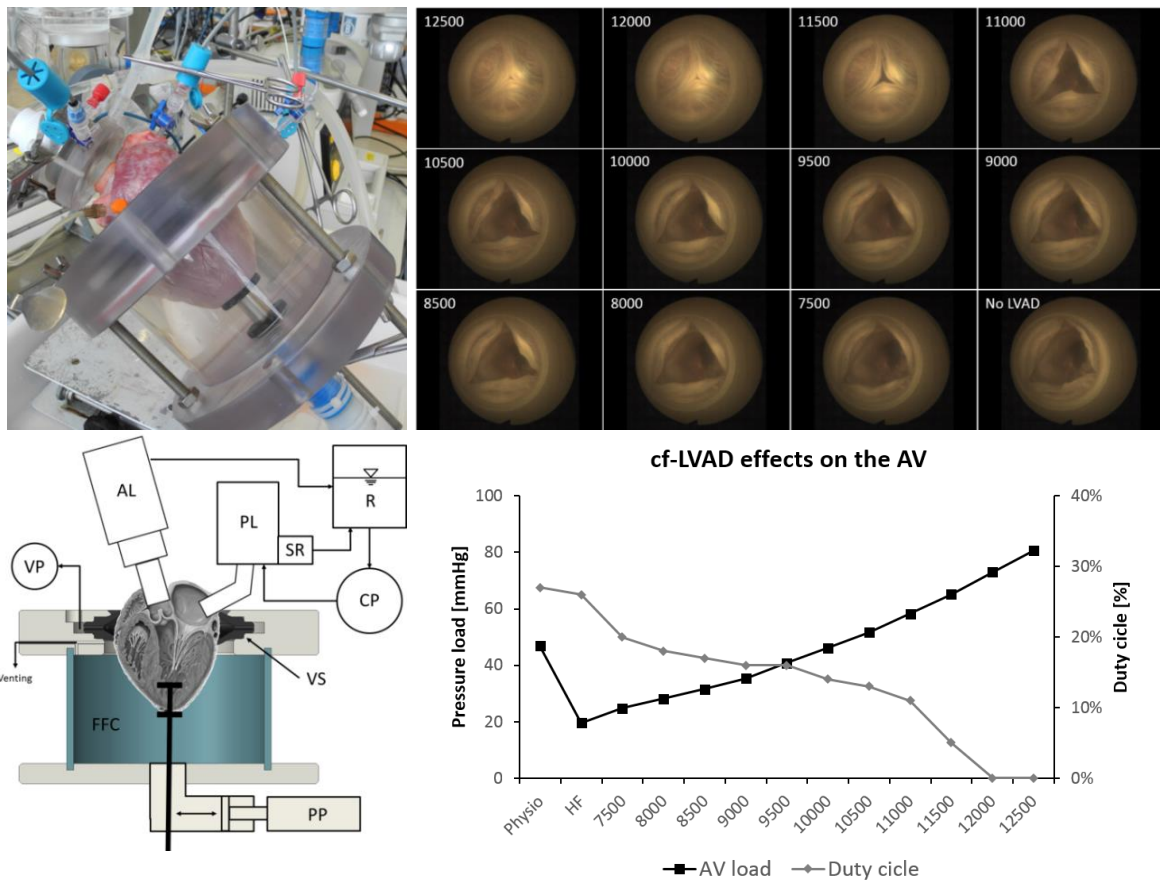 12500
12000
11500
11000
10500
10000
9500
9000
8500
8000
7500
No LVAD
AL
R
PL
SR
VP
CP
Venting
VS
FFC
PP
cf-LVAD effects on the AV
100
80
60
40
20
0
Pressure load [mmHg]
40%
30%
20%
10%
0%
Duty cicle [%]
Physio
HF
7500
8000
8500
9000
9500
10000
10500
11000
11500
12000
12500
AV load
Duty cicle